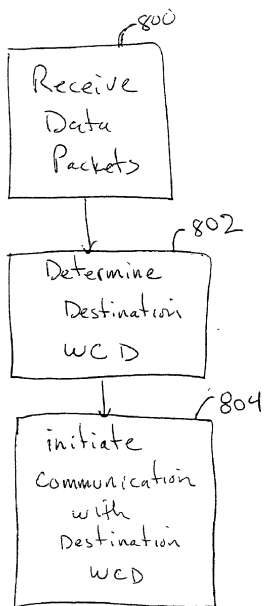 800
Receive
Data
Packets
802
Determine
Destination
WCD
804
initiate
Communication
with
Destination
WCD